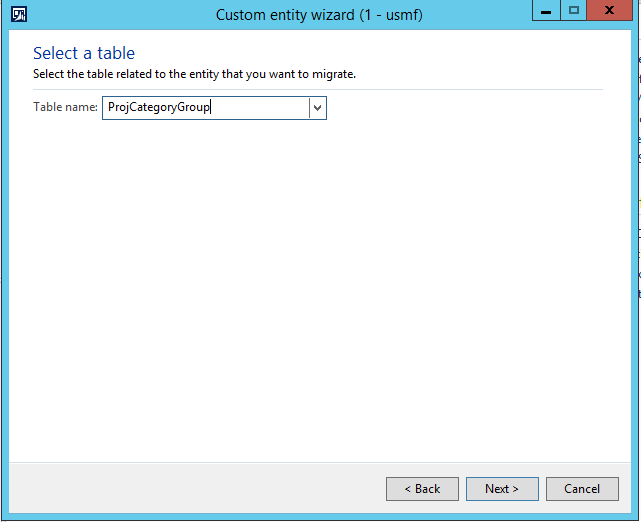 Custom entity wizard (1 - usmf)
Select a table
Select the table related to the entity that you want to migrate.
Table name: ProjCategoryGroup
< Back Next > Cancel